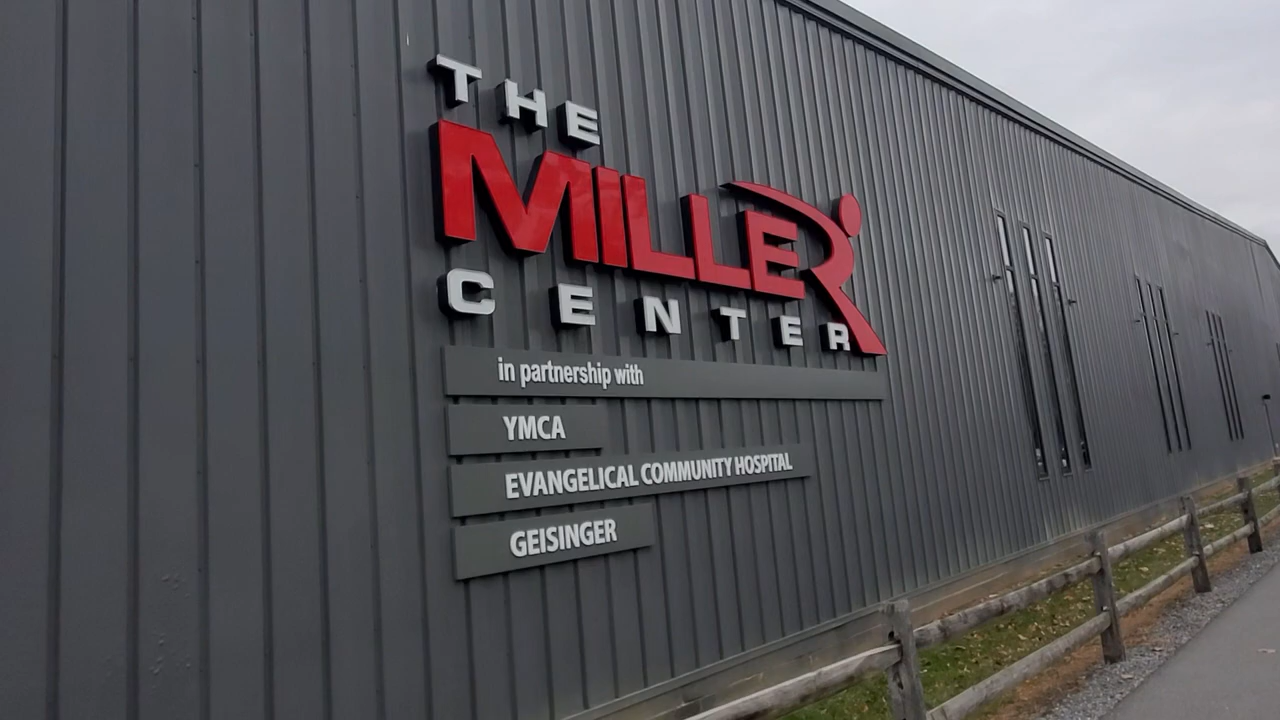 THE
MILLER
CENTER
in partnership with
YMCA
EVANGELICAL COMMUNITY HOSPITAL
GEISINGER